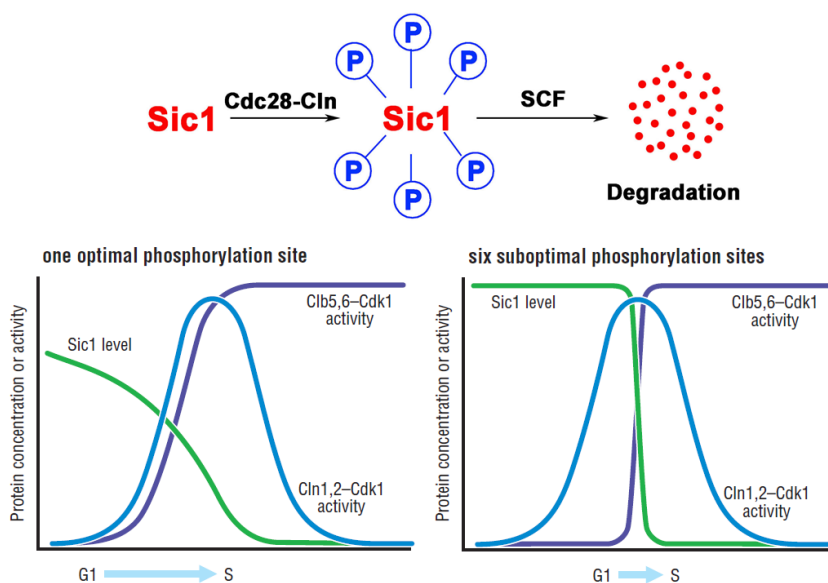 P
P
P
Sic1
Cdc28-Cln
Sic1
SCF
P
P
P
Degradation
one optimal phosphorylation site
Protein concentration or activity
Sic1 level
Clb5,6–Cdk1
activity
Cln1,2–Cdk1
activity
G1
S
six suboptimal phosphorylation sites
Protein concentration or activity
Sic1 level
Clb5,6–Cdk1
activity
Cln1,2–Cdk1
activity
G1
S